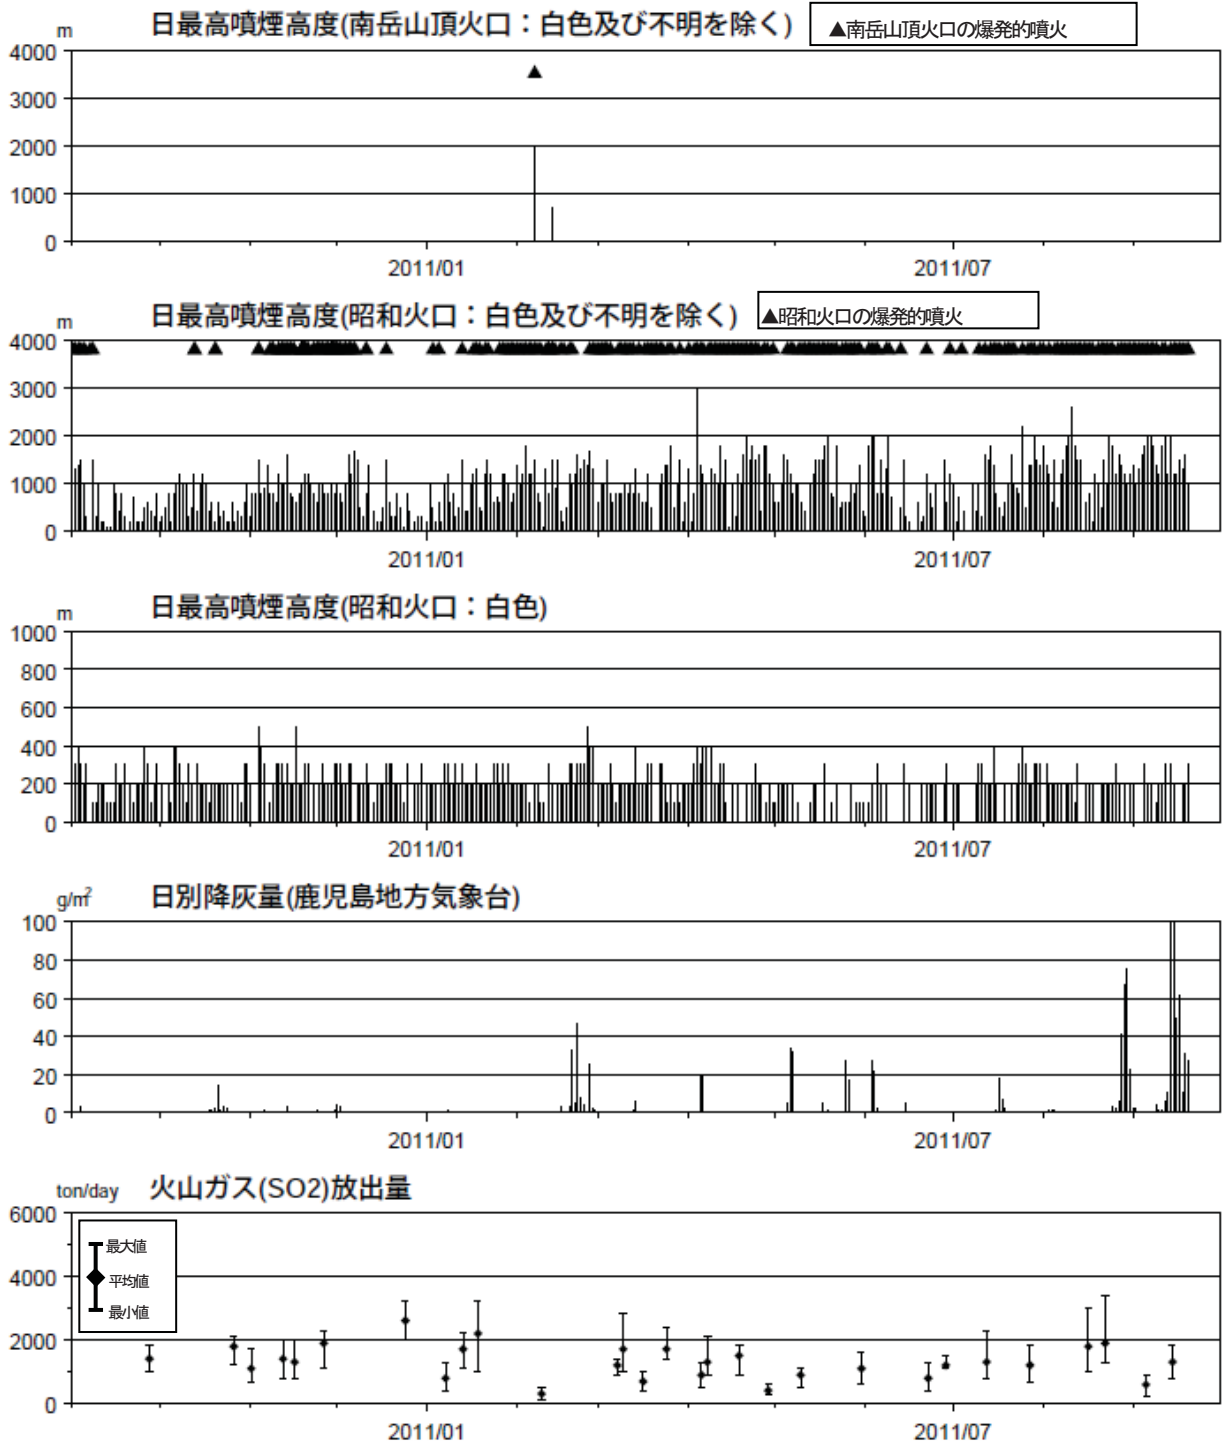 m
日最高噴煙高度(南岳山頂火口：白色及び不明を除く)
▲南岳山頂火口の爆発的噴火
4000
3000
2000
1000
0
2011/01
2011/07
m
日最高噴煙高度(昭和火口：白色及び不明を除く)
▲昭和火口の爆発的噴火
4000
3000
2000
1000
0
2011/01
2011/07
m
日最高噴煙高度(昭和火口：白色)
1000
800
600
400
200
0
2011/01
2011/07
g/㎡
日別降灰量(鹿児島地方気象台)
100
80
60
40
20
0
2011/01
2011/07
ton/day
火山ガス(SO2)放出量
6000
最大値
4000
平均値
最小値
2000
0
2011/01
2011/07